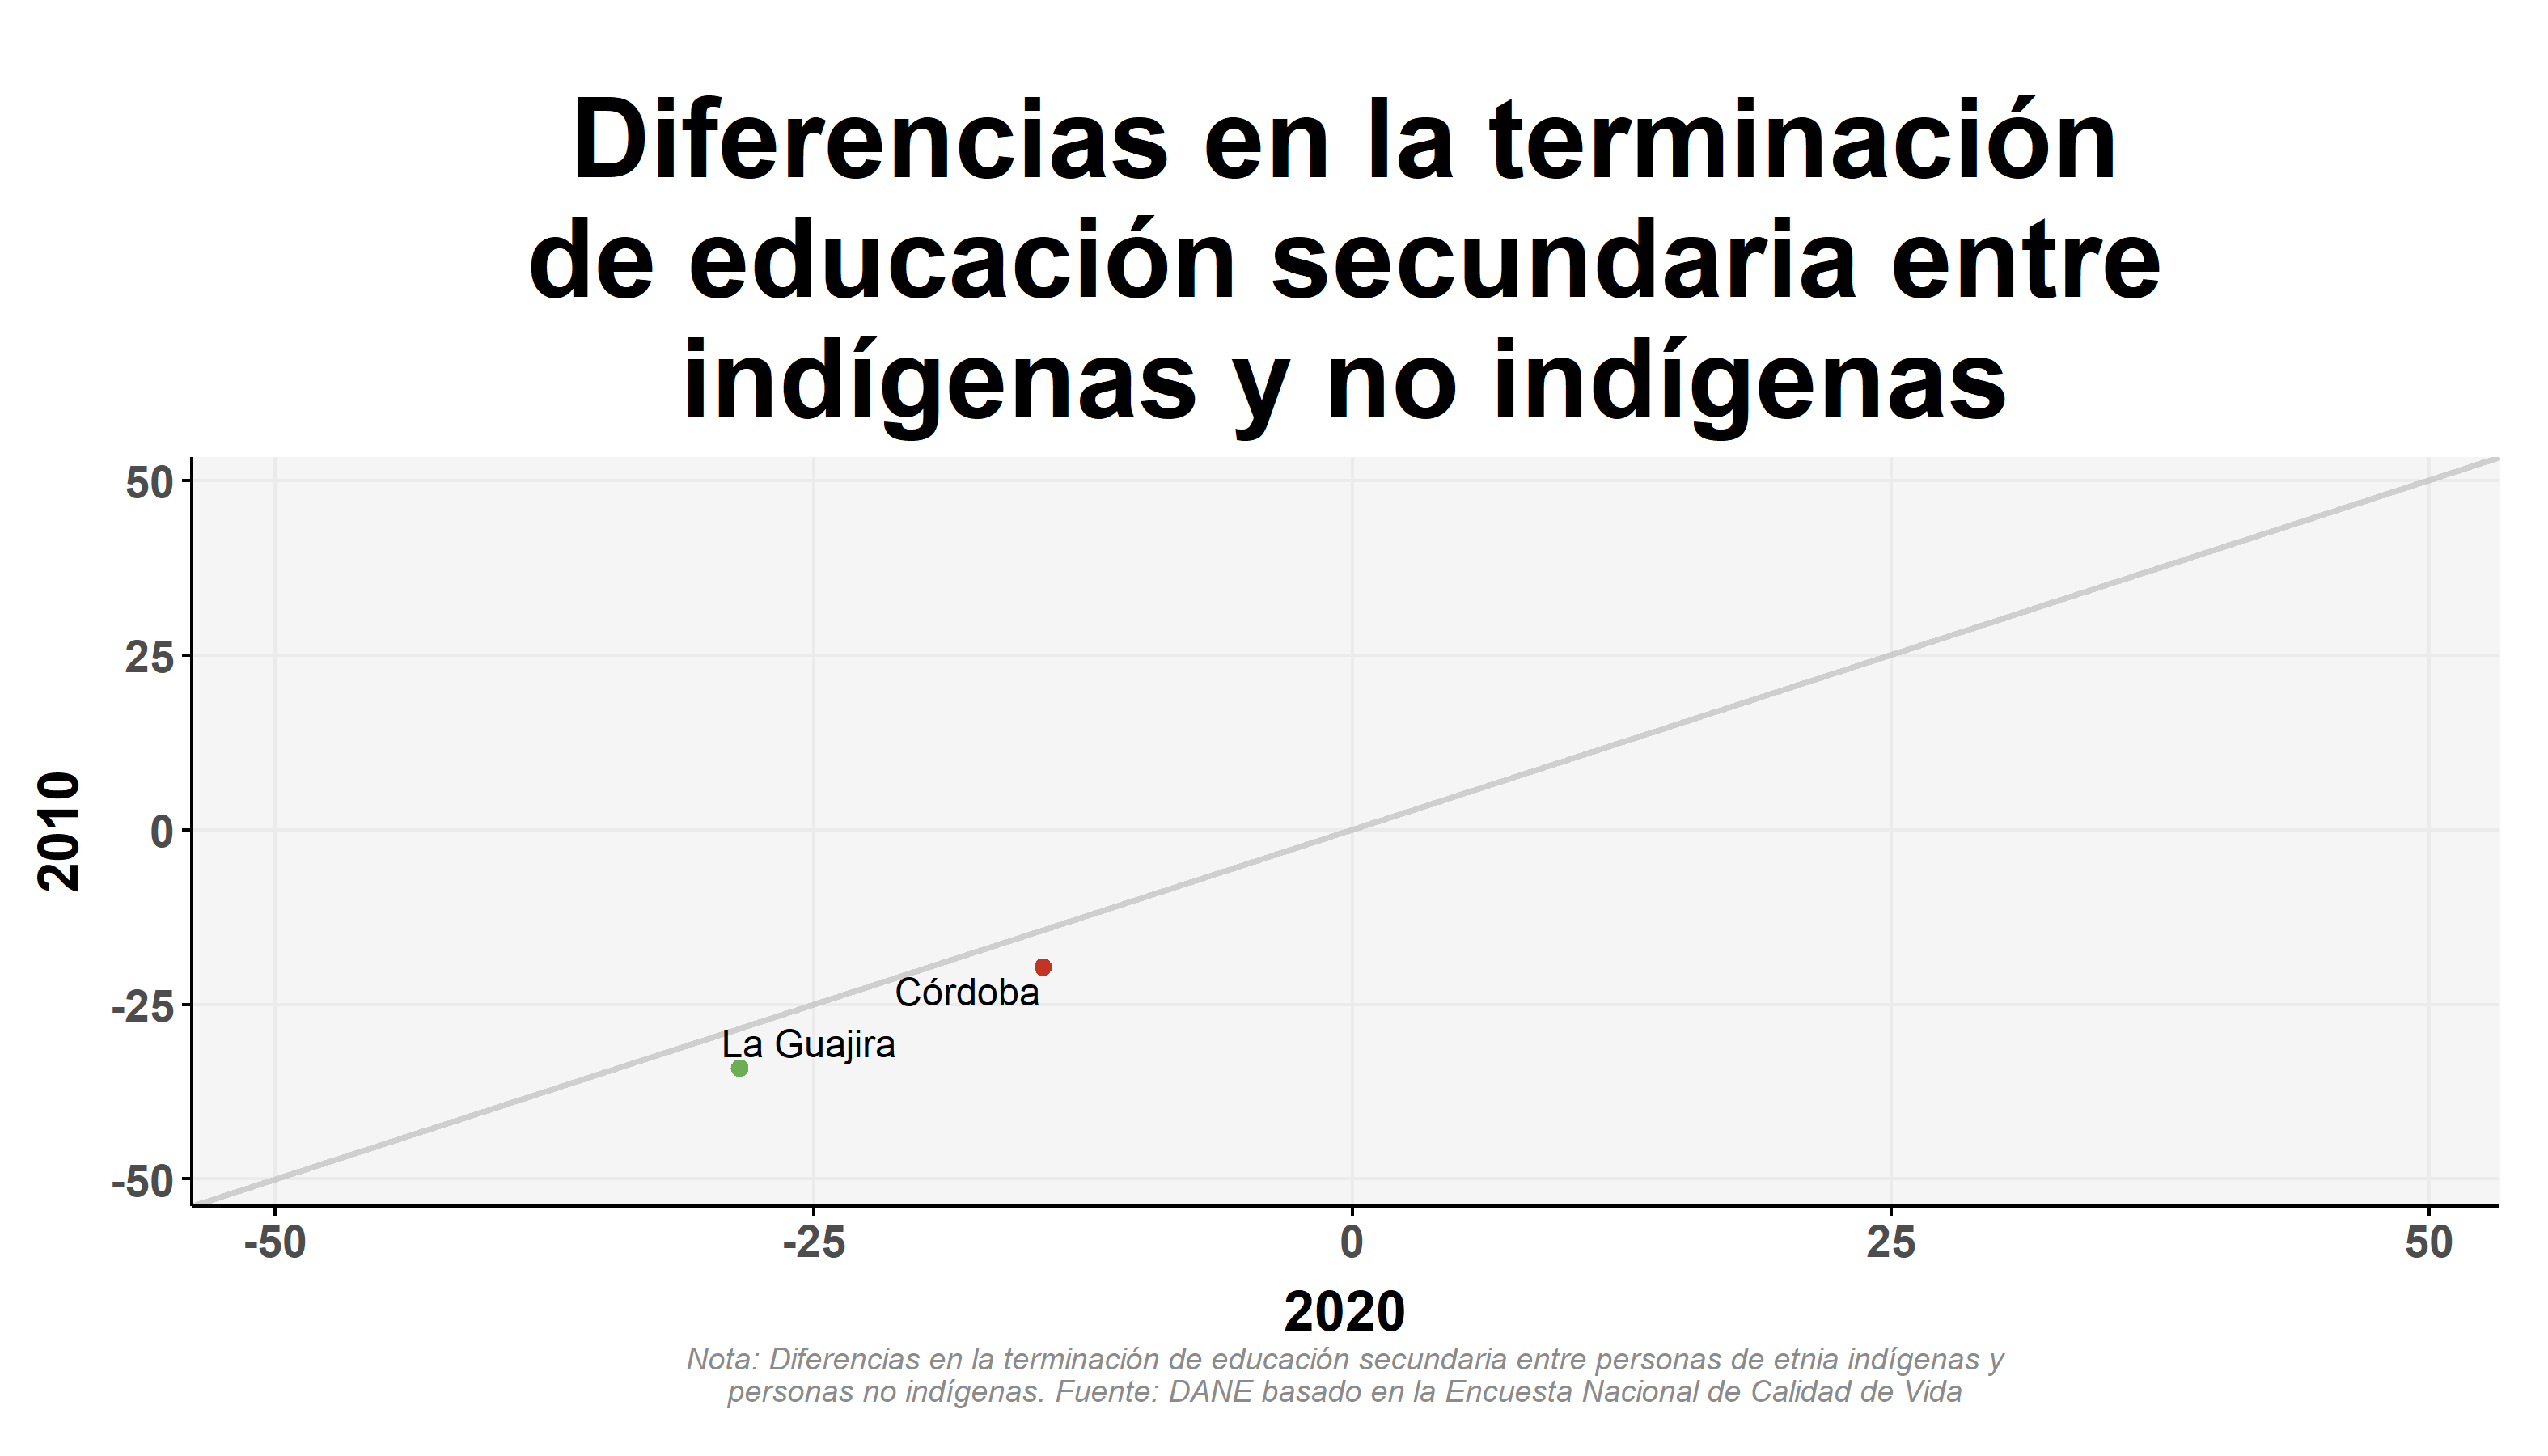 Diferencias en la terminación
de educación secundaria entre
indígenas y no indígenas
50
25
0
-25
-50
2010
Córdoba
La Guajira
-50
-25
0
25
50
2020
Nota: Diferencias en la terminación de educación secundaria entre personas de etnia indígenas y
personas no indígenas. Fuente: DANE basado en la Encuesta Nacional de Calidad de Vida